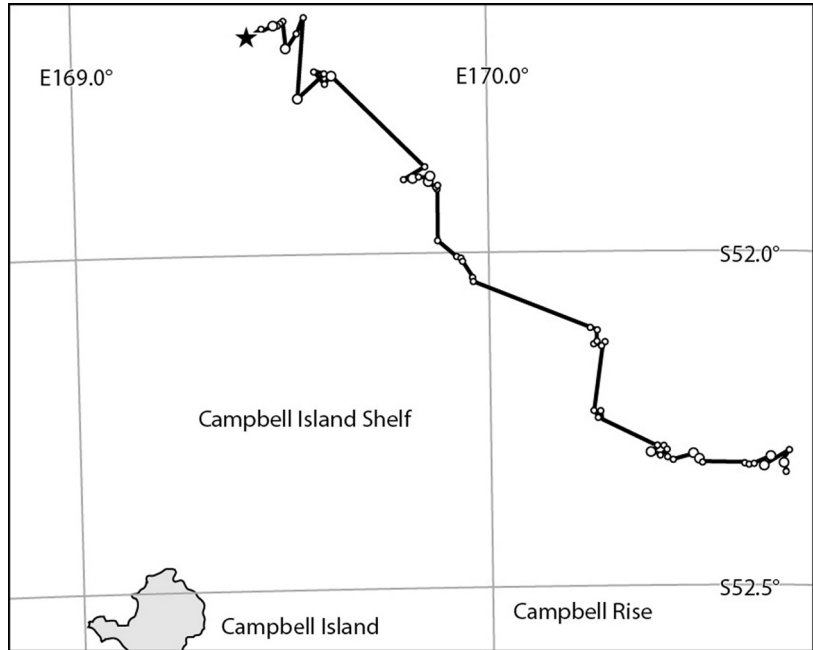 E169.0°
E170.0°
S52.0°
Campbell Island Shelf
S52.5°
Campbell Rise
Campbell Island